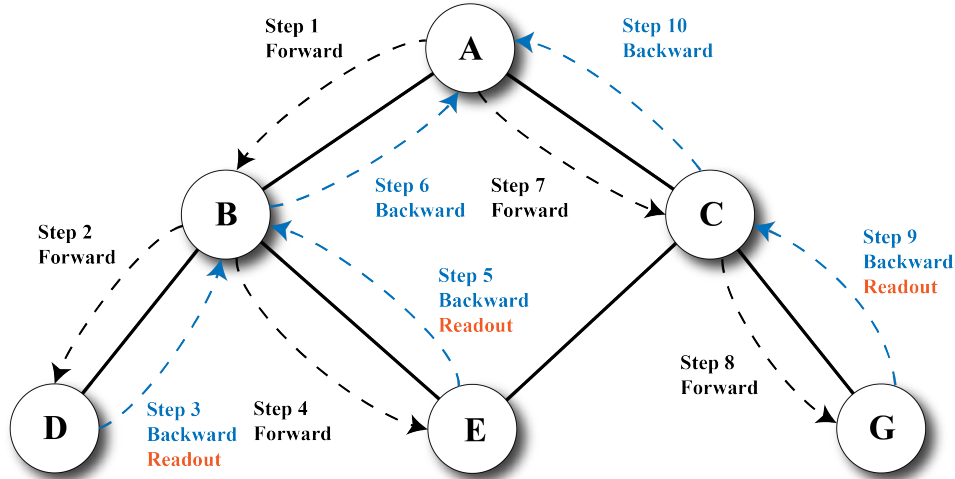 Step 1
Forward
A
Step 10
Backward
Step 6
Backward
Step 7
Forward
B
C
Step 2
Forward
Step 9
Backward
Readout
Step 5
Backward
Readout
Step 8
Forward
D
Step 3
Backward
Readout
Step 4
Forward
E
G